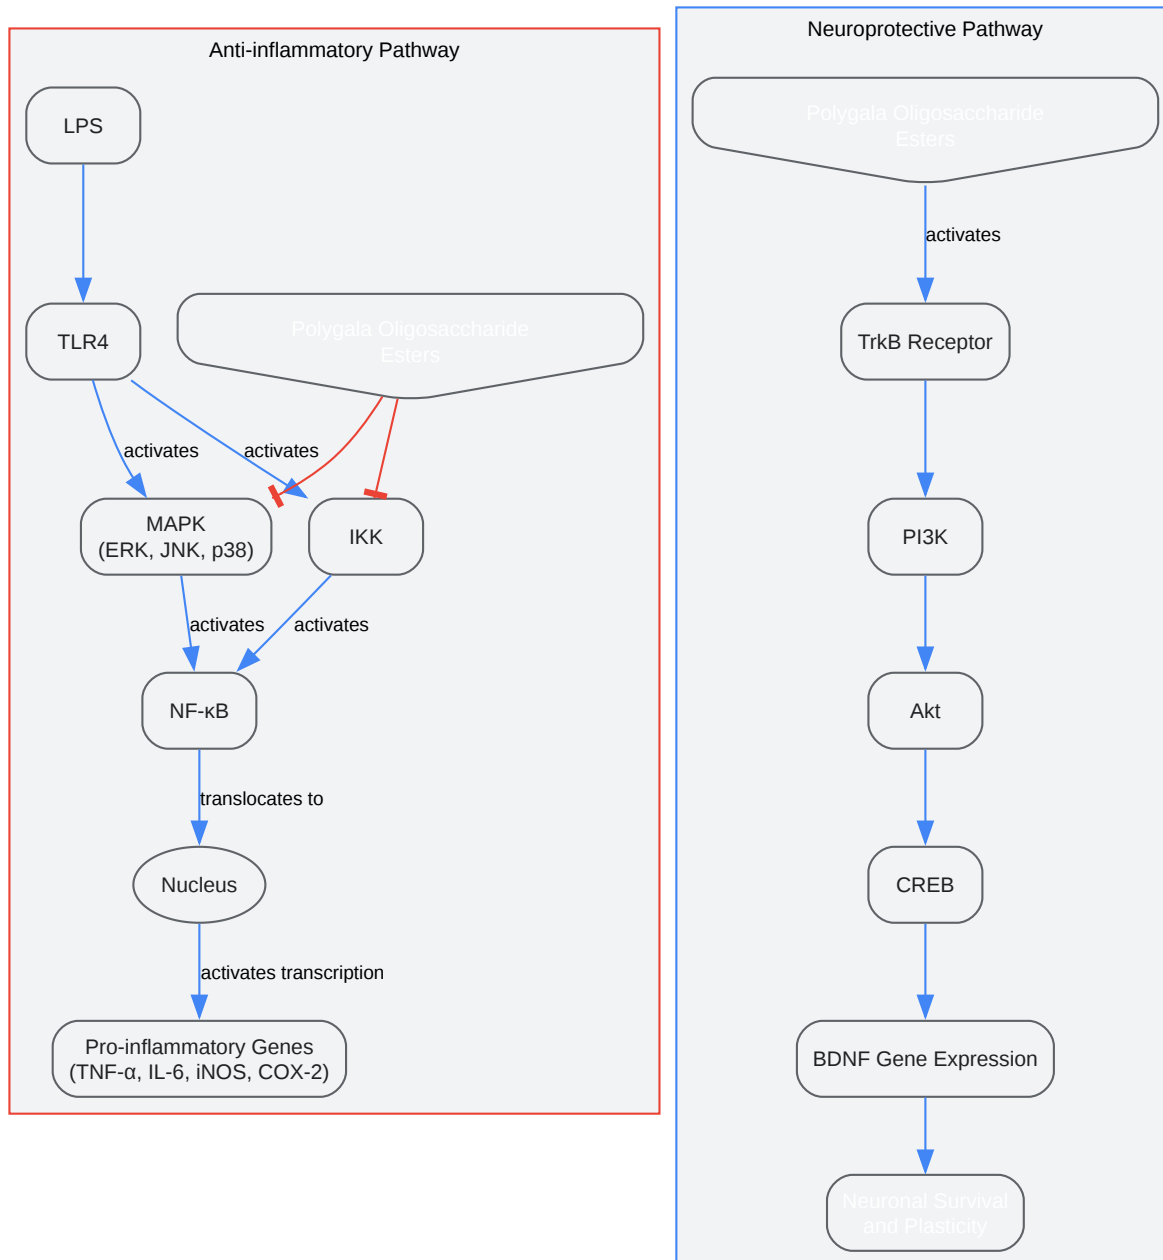 Anti-inflammatory Pathway
LPS
TLR4
Polygala Oligosaccharide
Esters
activates
activates
MAPK
(ERK, JNK, p38)
IKK
activates
activates
NF-κB
translocates to
Nucleus
activates transcription
Pro-inflammatory Genes
(TNF-α, IL-6, iNOS, COX-2)
Neuroprotective Pathway
Polygala Oligosaccharide
Esters
activates
TrkB Receptor
PI3K
Akt
CREB
BDNF Gene Expression
Neuronal Survival
and Plasticity